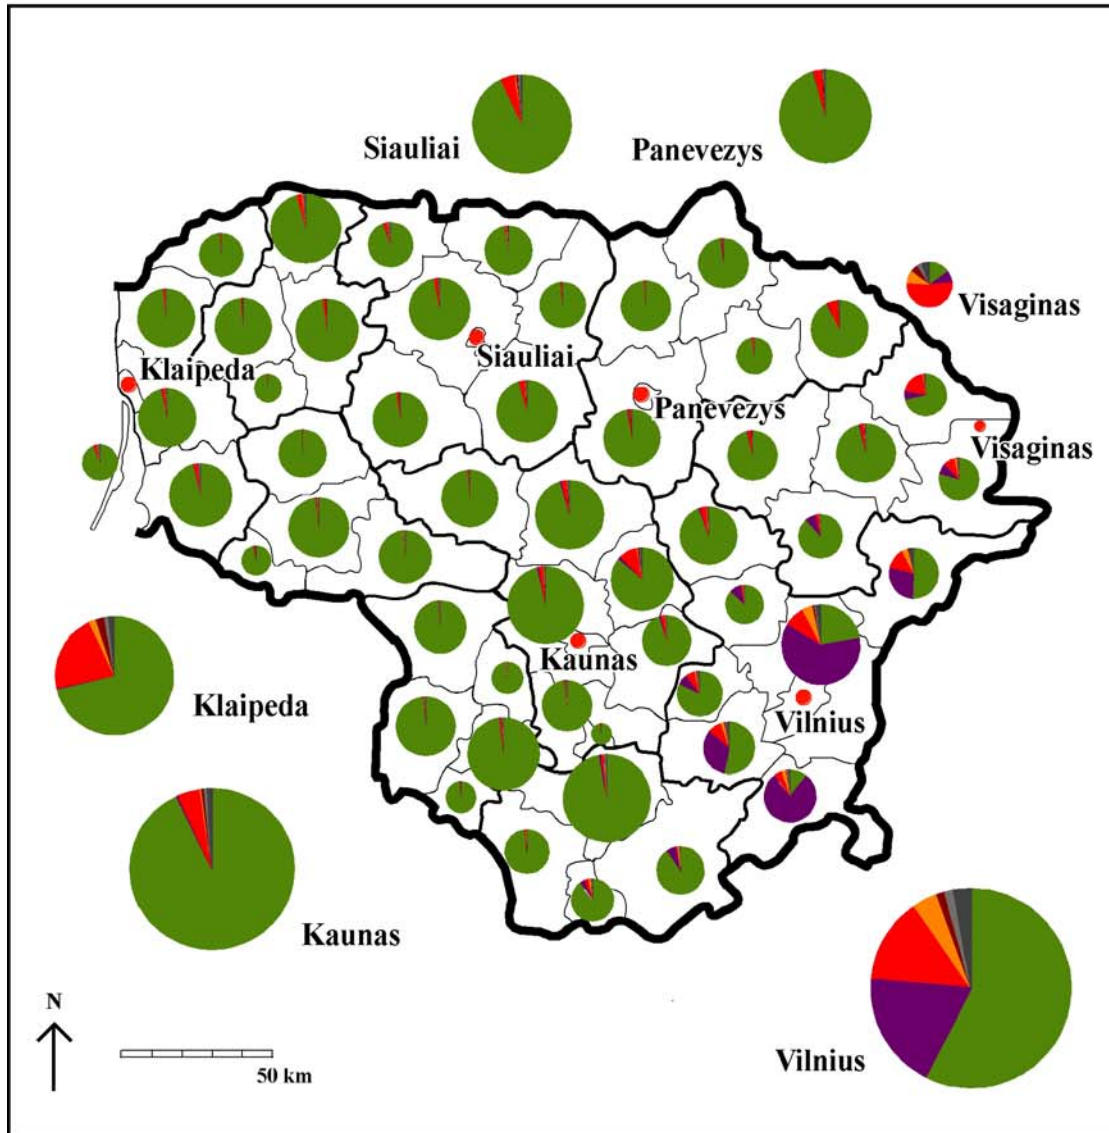 Siauliai
Panevezys
Visaginas
Klaipeda
Siauliai
Panevezys
Visaginas
Kaunas
Vilnius
Klaipeda
Kaunas
Vilnius
N
50 km